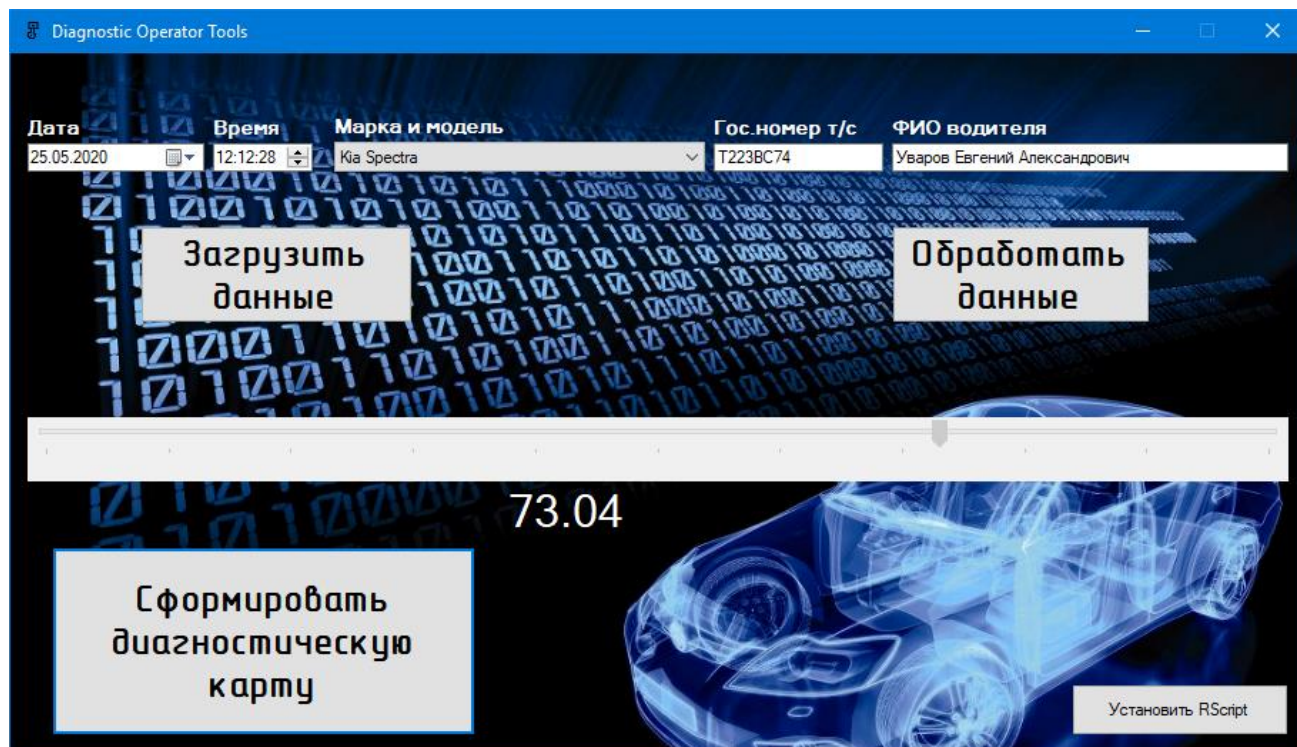 Diagnostic Operator Tools
Дата Время Марка и модель Гос.номер т/с ФИО водителя
25.05.2020 12:12:28 Kia Spectra T223BC74 Уваров Евгений Александрович
Загрузить
данные
Обработать
данные
73.04
Сформировать
диагностическую
карту
Установить RScript